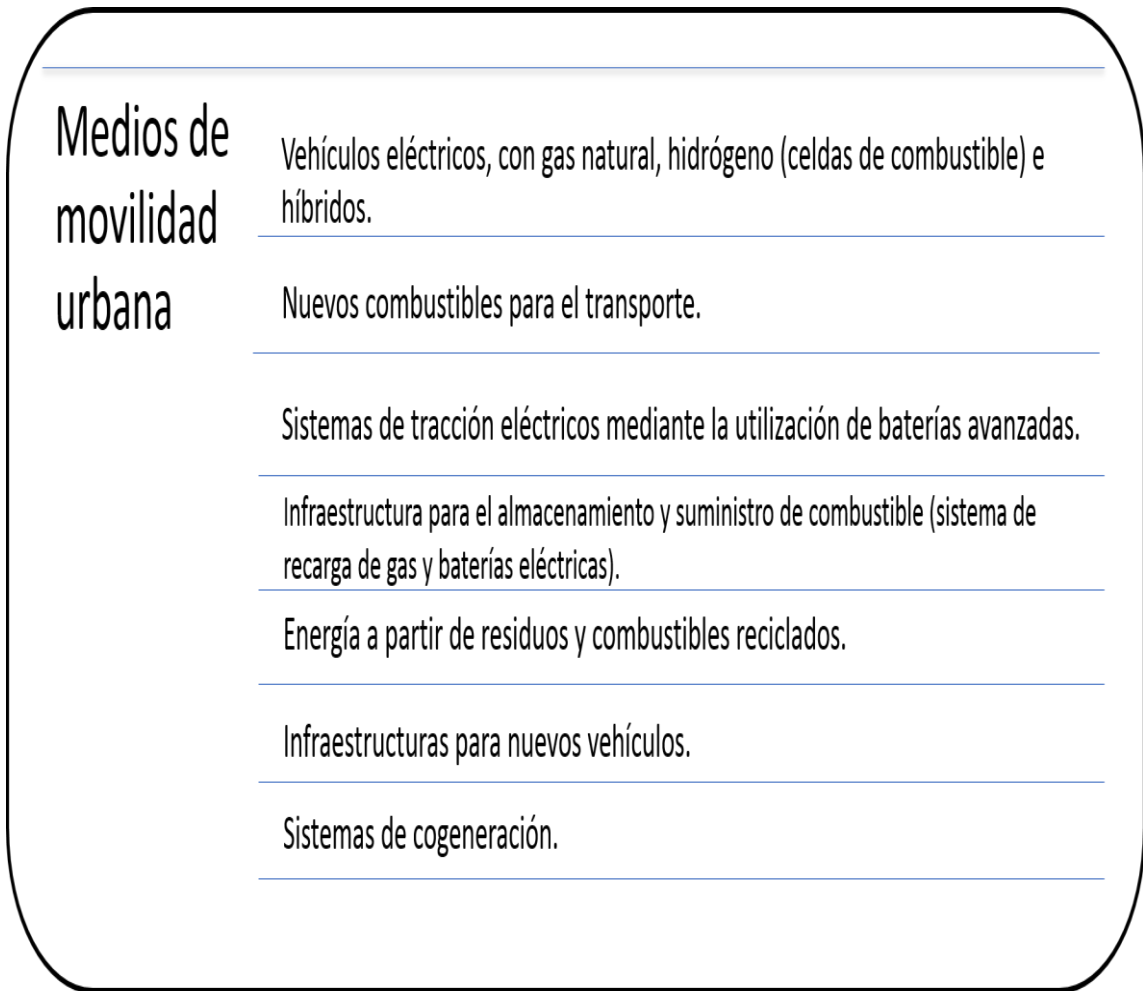 Medios de
movilidad
urbana
Vehículos eléctricos, con gas natural, hidrógeno (celdas de combustible) e
híbridos.
Nuevos combustibles para el transporte.
Sistemas de tracción eléctricos mediante la utilización de baterías avanzadas.
Infraestructura para el almacenamiento y suministro de combustible (sistema de
recarga de gas y baterías eléctricas).
Energía a partir de residuos y combustibles reciclados.
Infraestructuras para nuevos vehículos.
Sistemas de cogeneración.